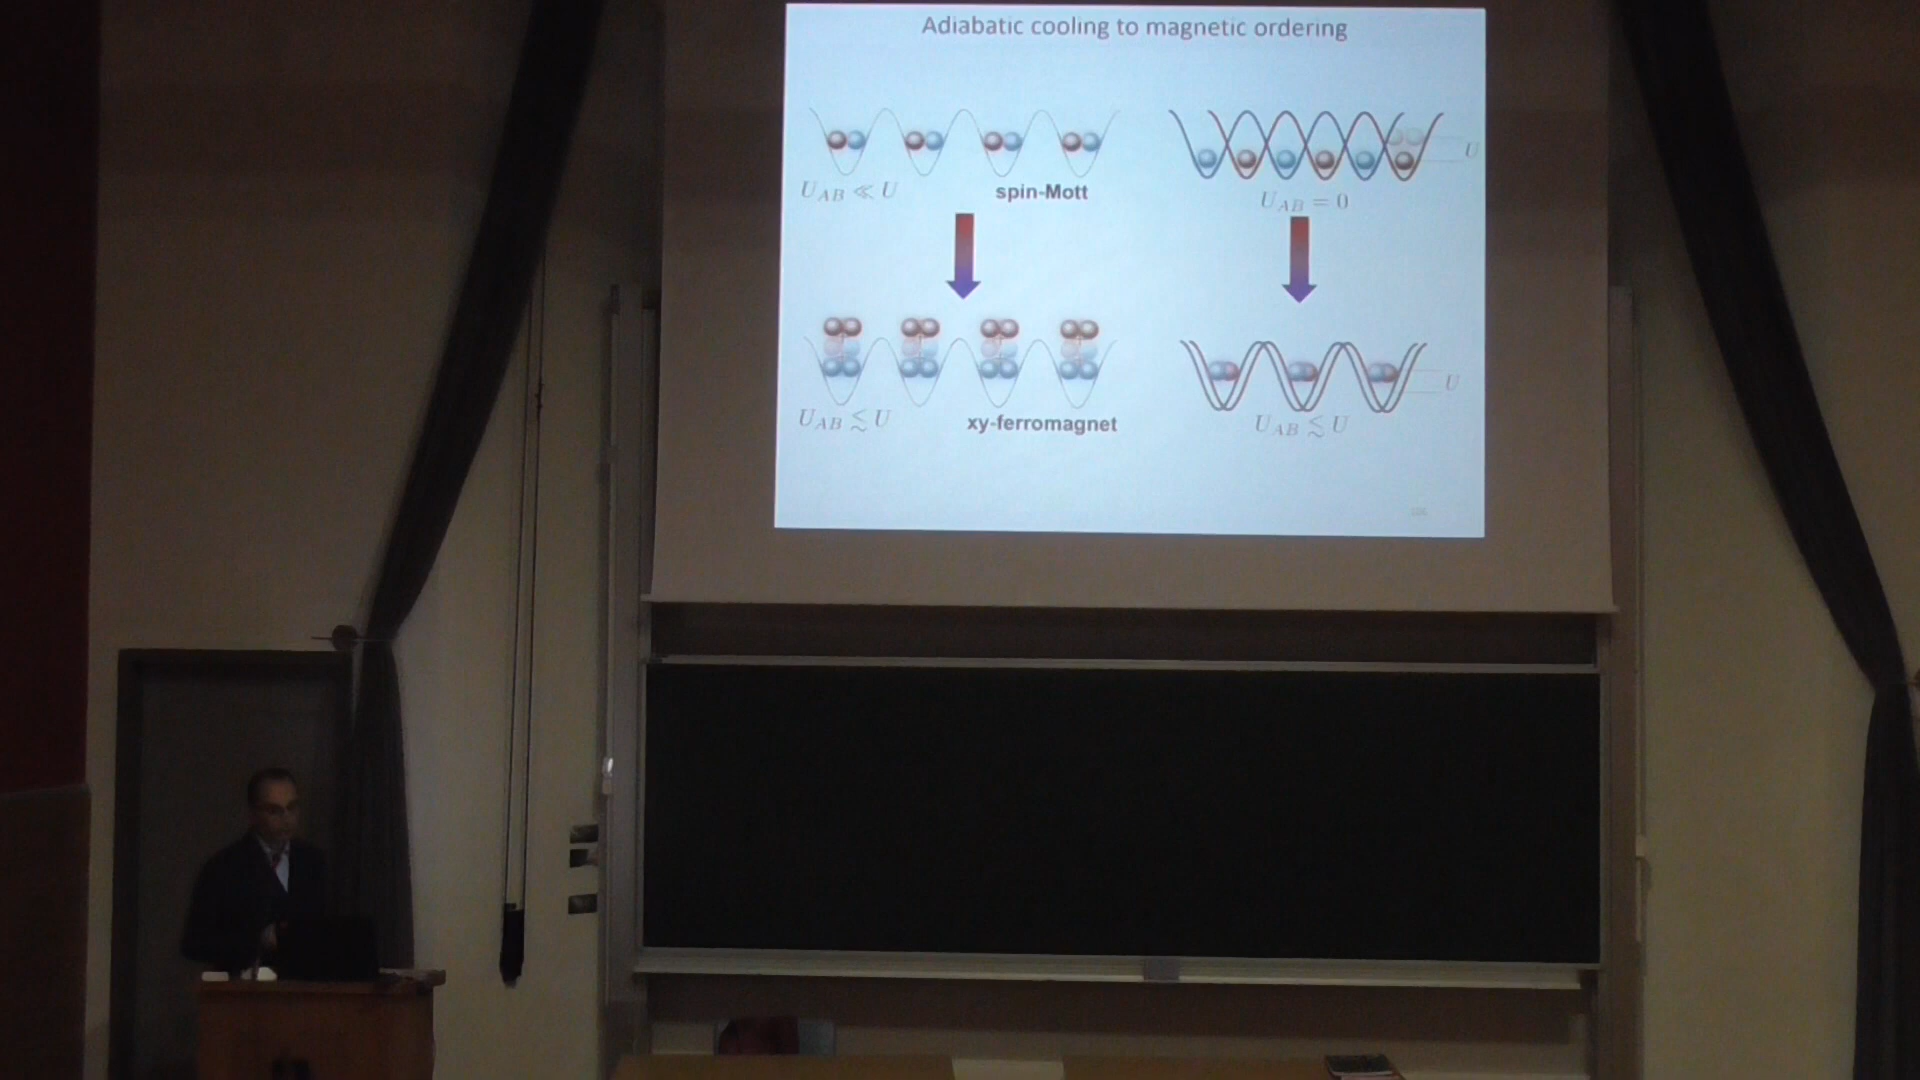 Adiabatic cooling to magnetic ordering
U
U_AB ≪ U
spin-Mott
U_AB = 0
U
U_AB ≲ U
xy-ferromagnet
U_AB ≲ U